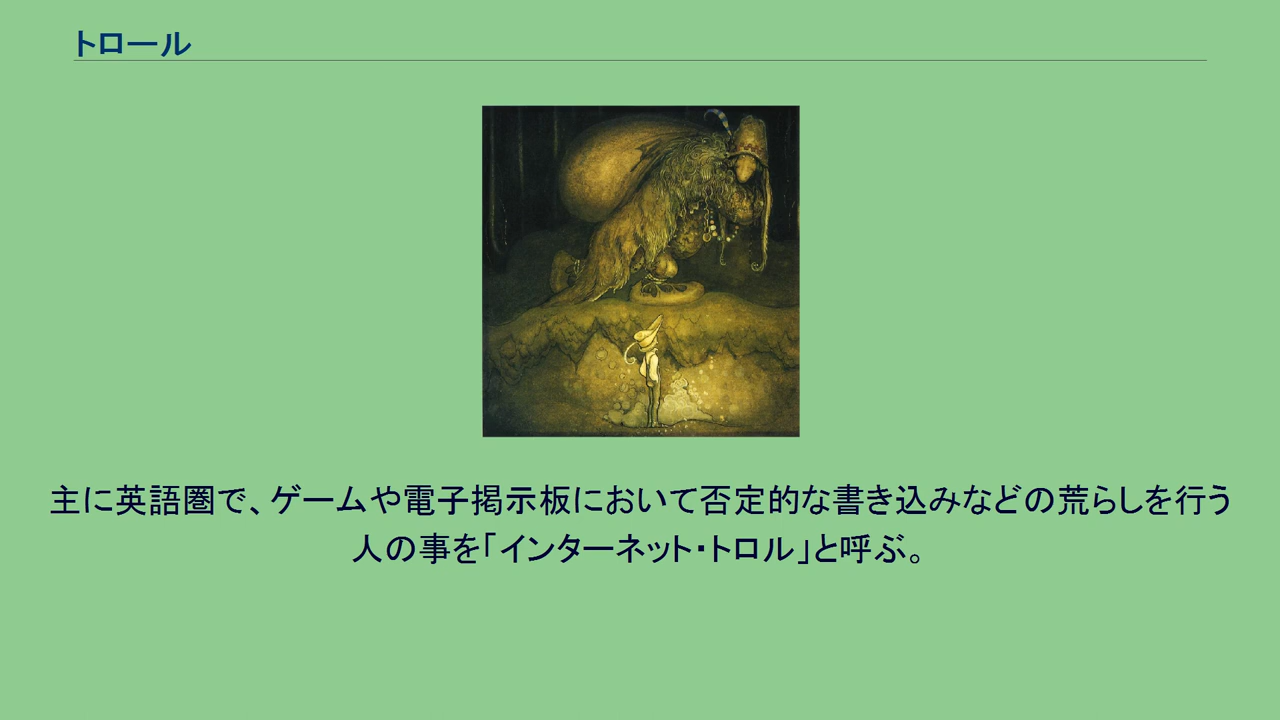 トロール
主に英語圏で、ゲームや電子掲示板において否定的な書き込みなどの荒らしを行う
人の事を「インターネット・トロル」と呼ぶ。